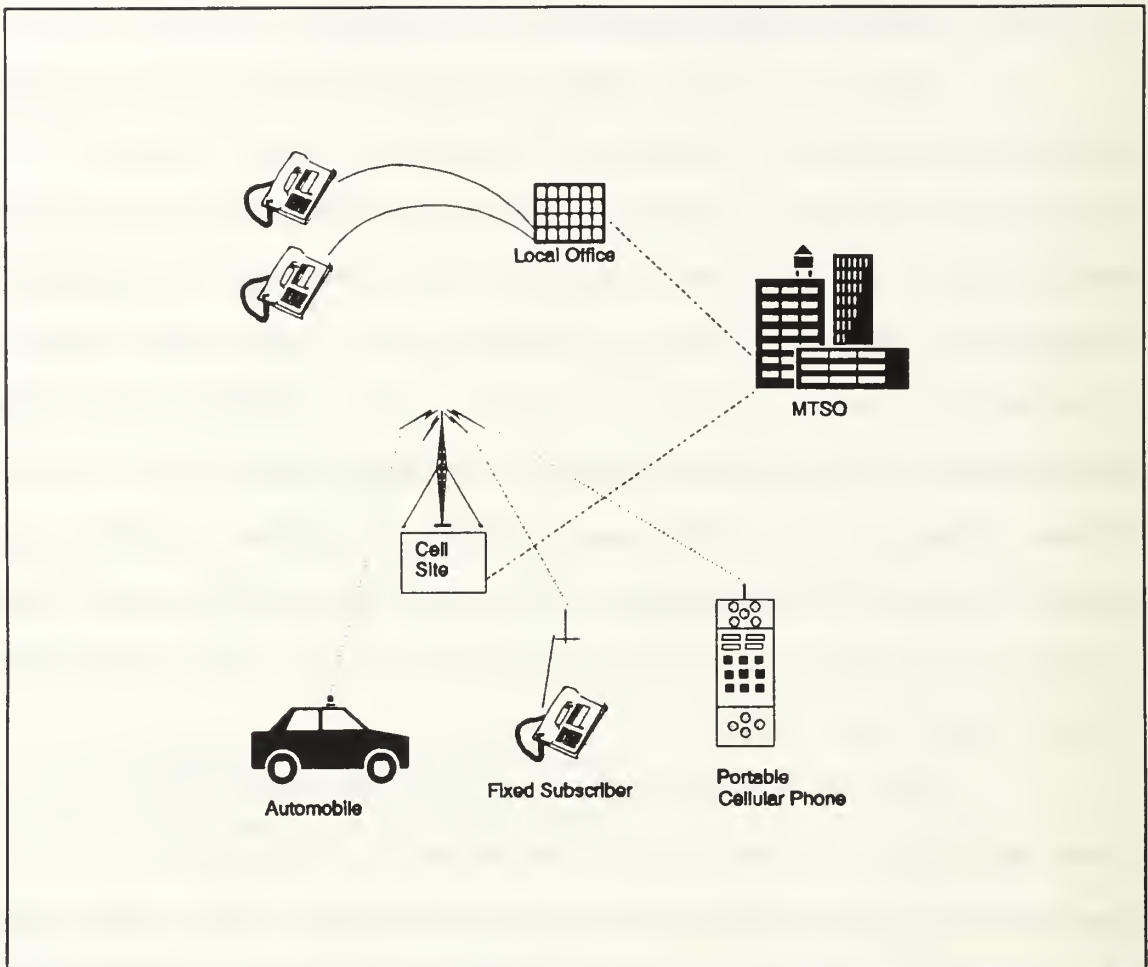 Local Office
MTSO
Cell
Site
Automobile
Fixed Subscriber
Portable
Cellular Phone